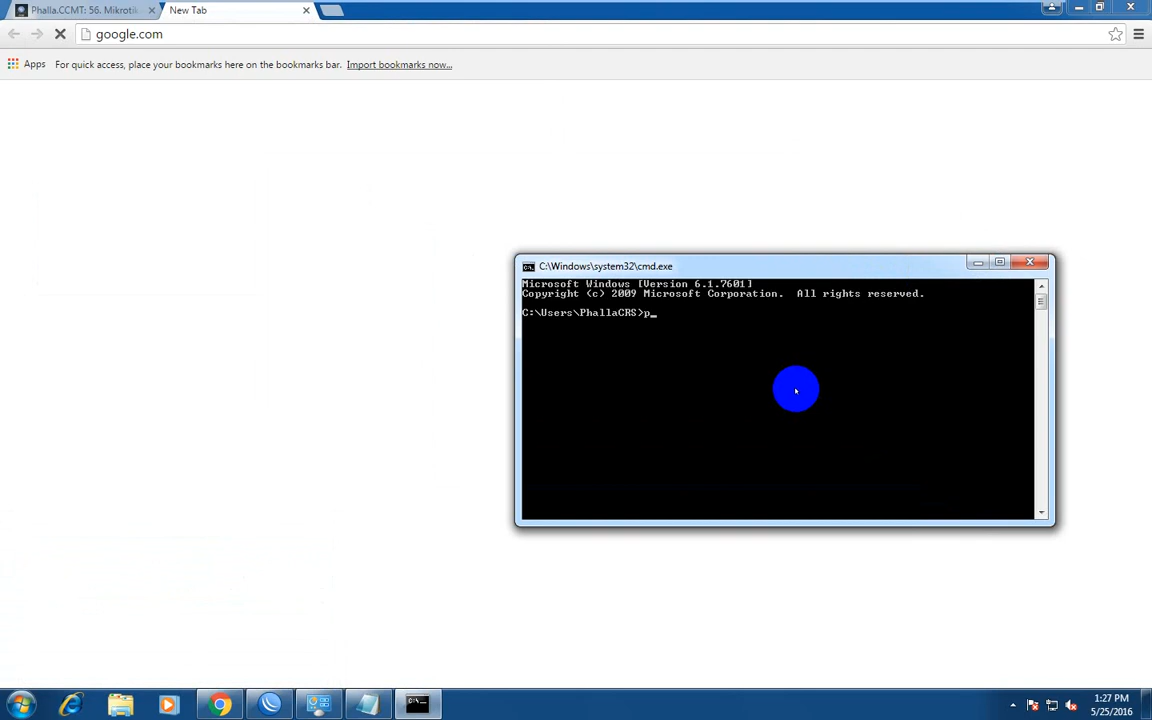 Phalla.CCMT: 56. Mikrotik
New Tab
google.com
Apps
For quick access, place your bookmarks here on the bookmarks bar. Import bookmarks now...
C:\Windows\system32\cmd.exe
Microsoft Windows [Version 6.1.7601]
Copyright (c) 2009 Microsoft Corporation.  All rights reserved.
C:\Users\PhallaCRS>p_
1:27 PM
5/25/2016